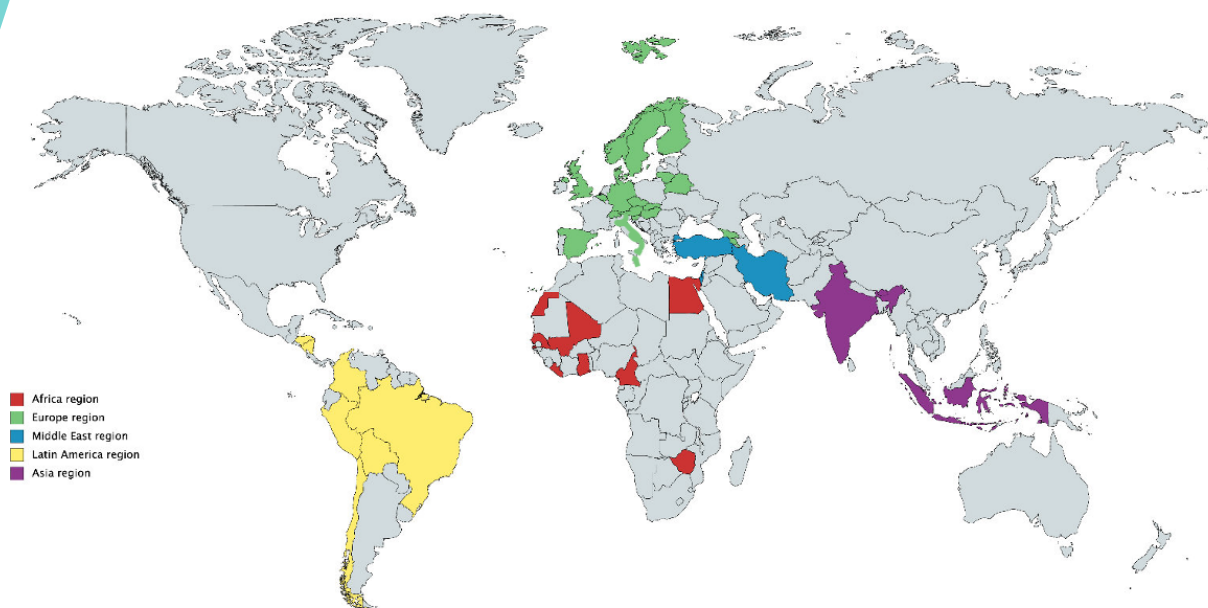 Africa region
Europe region
Middle East region
Latin America region
Asia region